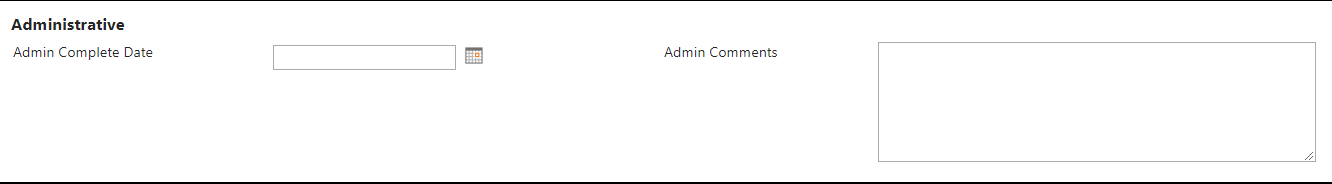 Administrative
Admin Complete Date
Admin Comments